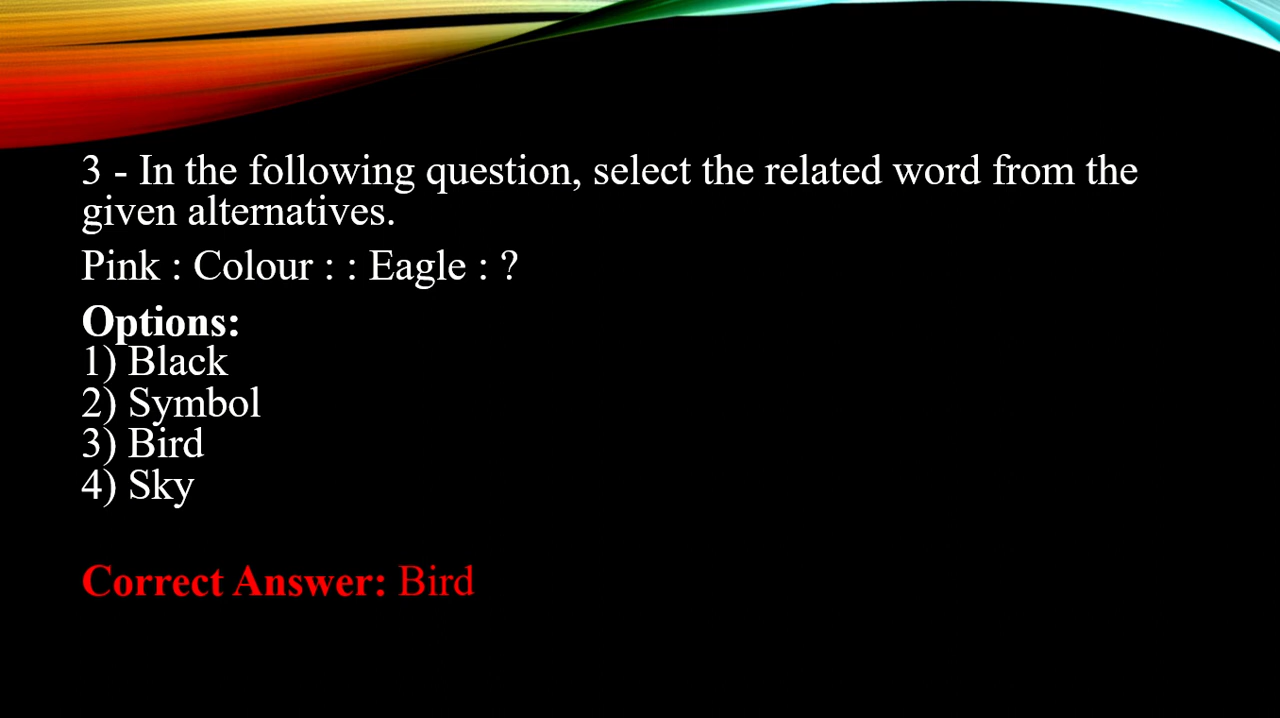 3 - In the following question, select the related word from the
given alternatives.
Pink : Colour : : Eagle : ?
Options:
1) Black
2) Symbol
3) Bird
4) Sky
Correct Answer: Bird